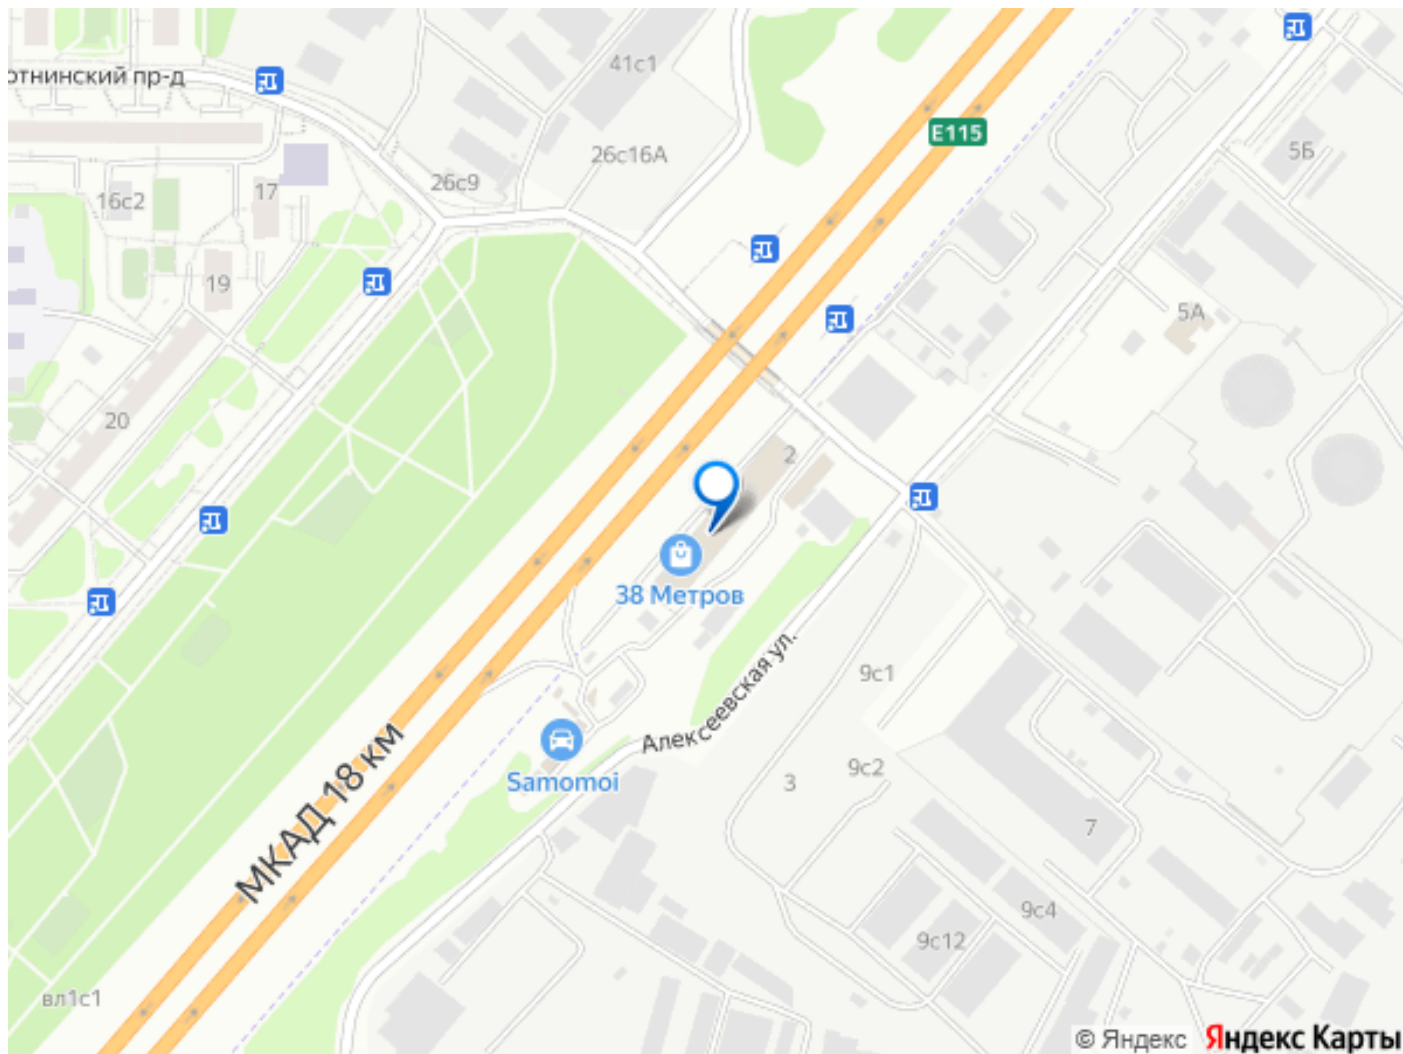 41с1
отнинский пр-д
E115
26с16А
5Б
26с9
17
16с2
19
5А
20
2
38 Метров
9с1
Алексеевская ул.
МКАД 18 км
Samomoi
9с2
3
7
9с4
9с12
вл1с1
© Яндекс
Яндекс Карты